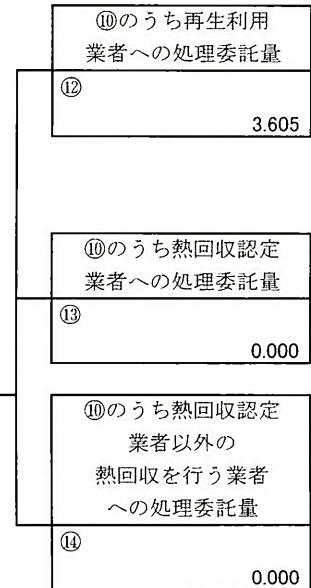 ⑩のうち再生利用
業者への処理委託量
⑫
3.605
⑩のうち熱回収認定
業者への処理委託量
⑬
0.000
⑩のうち熱回収認定
業者以外の
熱回収を行う業者
への処理委託量
⑭
0.000